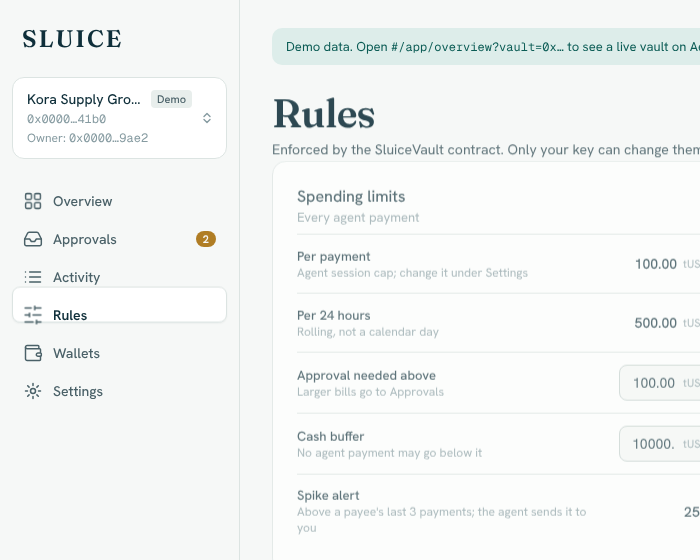 SLUICE
Kora Supply Gro… Demo
0x0000…41b0
Owner: 0x0000…9ae2
Overview
Approvals 2
Activity
Rules
Wallets
Settings
Demo data. Open #/app/overview?vault=0x… to see a live vault on
Rules
Enforced by the SluiceVault contract. Only your key can change them
Spending limits
Every agent payment
Per payment
Agent session cap; change it under Settings
100.00
Per 24 hours
Rolling, not a calendar day
500.00
Approval needed above
Larger bills go to Approvals
100.00
Cash buffer
No agent payment may go below it
10000.
Spike alert
Above a payee's last 3 payments; the agent sends it to
you
25